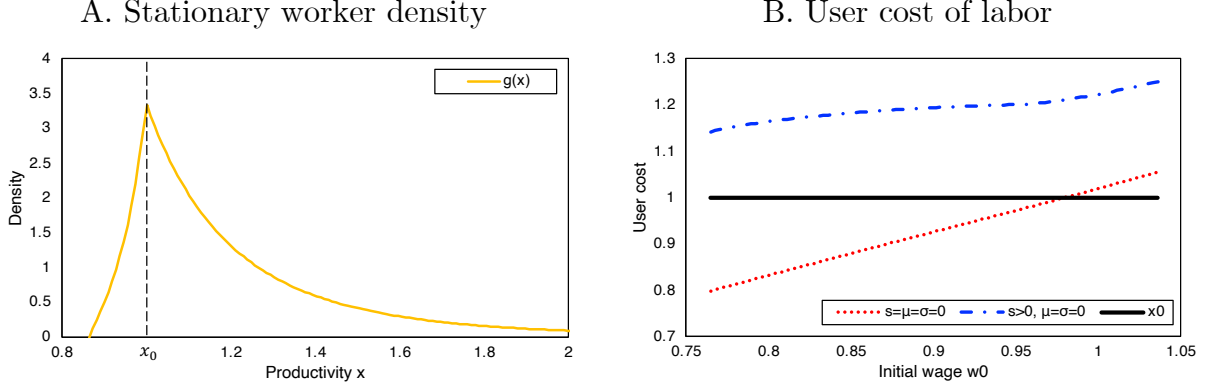 A. Stationary worker density
4
3.5
3
2.5
2
1.5
1
0.5
0
Density
g(x)
0.8
x₀
1.2
1.4
1.6
1.8
2
Productivity x
B. User cost of labor
1.3
1.2
1.1
1
0.9
0.8
0.7
User cost
s=μ=σ=0
s>0, μ=σ=0
x0
0.75
0.8
0.85
0.9
0.95
1
1.05
Initial wage w0